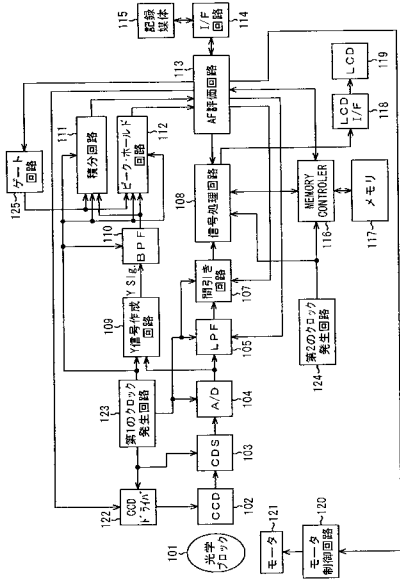 115
記録
媒体
114
I/F
回路
113
AF評価回路
111
積分回路
112
ピーク・ホールド
回路
125
ゲート
回路
110
BPF
Y Sig.
109
Y信号作成
回路
108
信号処理回路
107
間引き
回路
105
LPF
104
A/D
103
CDS
102
CCD
101
光学
ブロック
122
CCD
ドライバ
123
第1のクロック
発生回路
124
第2のクロック
発生回路
116
MEMORY
CONTROLER
117
メモリ
118
LCD
I/F
119
LCD
120
モータ
制御回路
121
モータ